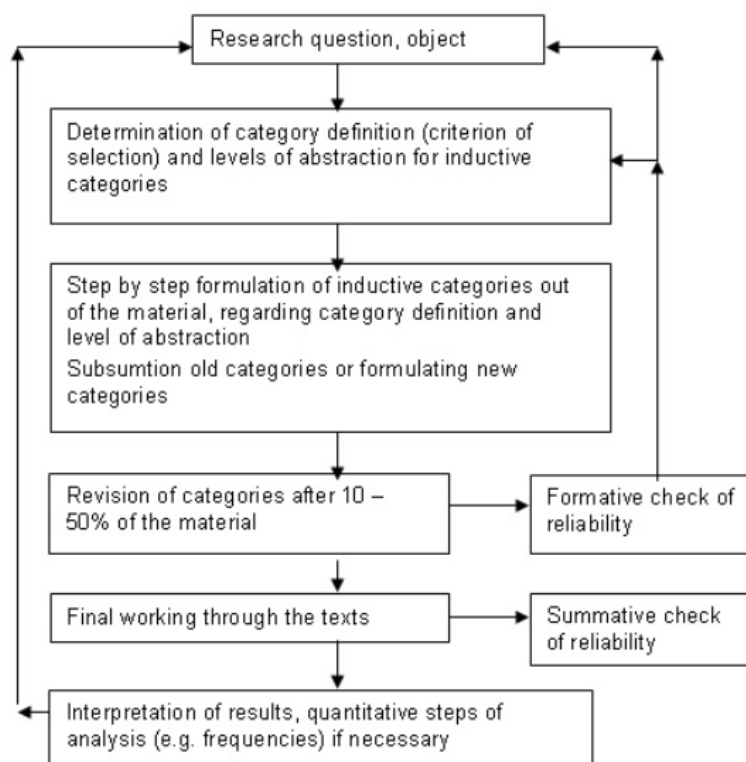 Research question, object
Determination of category definition (criterion of
selection) and levels of abstraction for inductive
categories
Step by step formulation of inductive categories out
of the material, regarding category definition and
level of abstraction
Subsumtion old categories or formulating new
categories
Revision of categories after 10 –
50% of the material
Formative check of
reliability
Final working through the texts
Summative check
of reliability
Interpretation of results, quantitative steps of
analysis (e.g. frequencies) if necessary